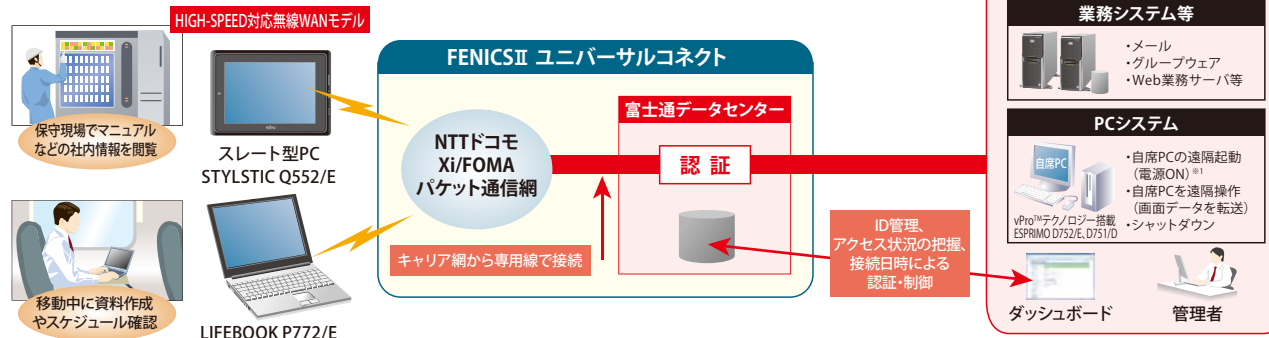 HIGH-SPEED対応無線WANモデル
保守現場でマニュアル
などの社内情報を閲覧
スレート型PC
STYLSTIC Q552/E
移動中に資料作成
やスケジュール確認
LIFEBOOK P772/E
FENICSⅡ ユニバーサルコネクト
NTTドコモ
Xi/FOMA
パケット通信網
キャリア網から専用線で接続
富士通データセンター
認 証
ID管理、
アクセス状況の把握、
接続日時による
認証・制御
業務システム等
・メール
・グループウェア
・Web業務サーバ等
PCシステム
自席PC
vPro™テクノロジー搭載
ESPRIMO D752/E、D751/D
・自席PCの遠隔起動
（電源ON）※1
・自席PCを遠隔操作
（画面データを転送）
・シャットダウン
ダッシュボード
管理者